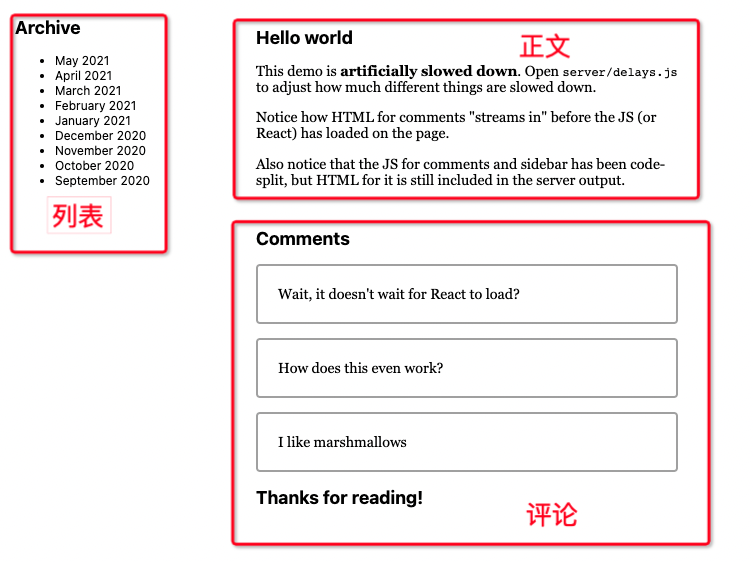 Archive
May 2021
April 2021
March 2021
February 2021
January 2021
December 2020
November 2020
October 2020
September 2020
列表
Hello world
正文
This demo is artificially slowed down. Open server/delays.js
to adjust how much different things are slowed down.
Notice how HTML for comments "streams in" before the JS (or
React) has loaded on the page.
Also notice that the JS for comments and sidebar has been code-
split, but HTML for it is still included in the server output.
Comments
Wait, it doesn't wait for React to load?
How does this even work?
I like marshmallows
Thanks for reading!
评论